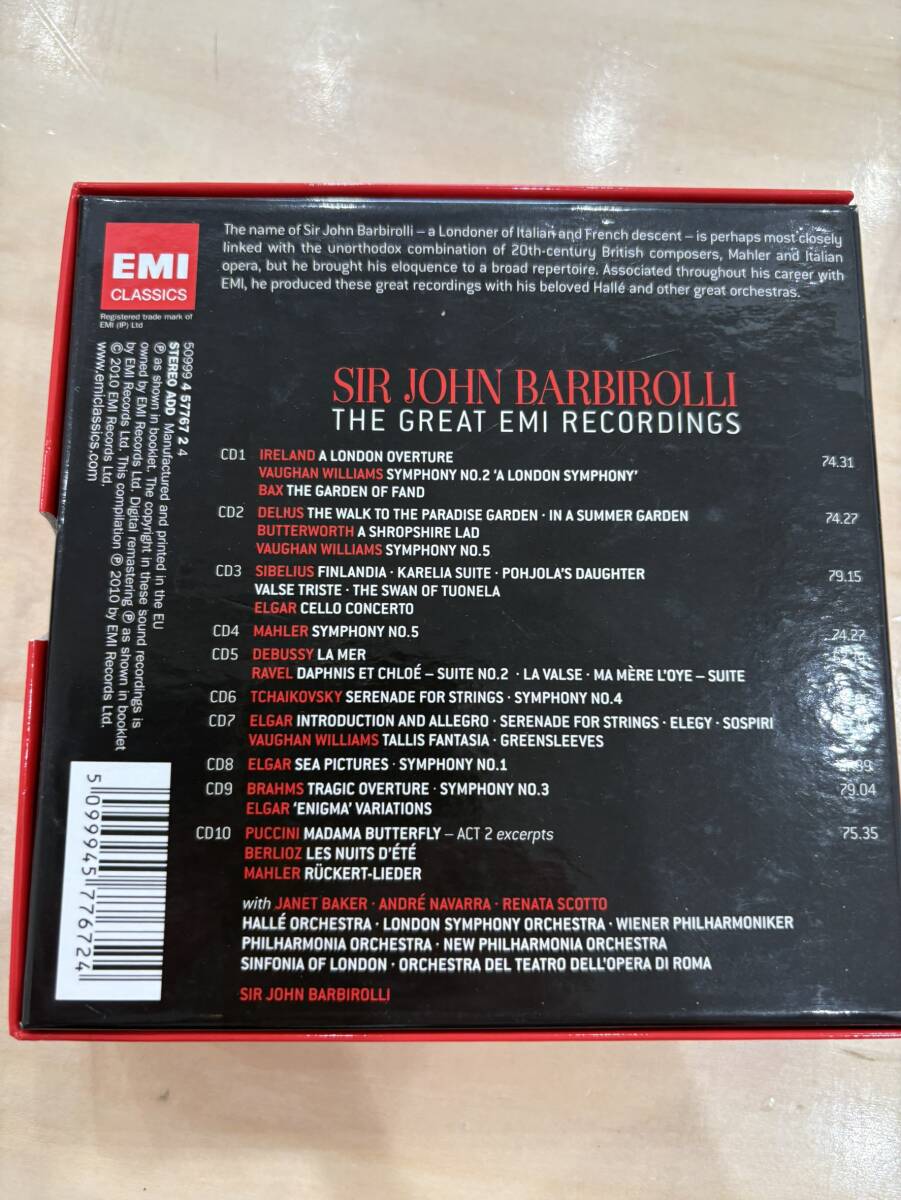 The name of Sir John Barbirolli – a Londoner of Italian and French descent – is perhaps most closely
linked with the unorthodox combination of 20th-century British composers, Mahler and Italian
opera, but he brought his eloquence to a broad repertoire. Associated throughout his career with
EMI, he produced these great recordings with his beloved Hallé and other great orchestras.
EMI
CLASSICS
Registered trade mark of
EMI (IP) Ltd
50999 4 57767 2 4
STEREO ADD Manufactured and printed in the EU
℗ as shown in booklet. The copyright in these sound recordings is
owned by EMI Records Ltd. Digital remastering ℗ as shown in booklet
by EMI Records Ltd. This compilation ℗ 2010 by EMI Records Ltd.
© 2010 EMI Records Ltd
www.emiclassics.com
SIR JOHN BARBIROLLI
THE GREAT EMI RECORDINGS
CD1 IRELAND A LONDON OVERTURE 74.31
VAUGHAN WILLIAMS SYMPHONY NO.2 ‘A LONDON SYMPHONY’
BAX THE GARDEN OF FAND
CD2 DELIUS THE WALK TO THE PARADISE GARDEN · IN A SUMMER GARDEN 74.27
BUTTERWORTH A SHROPSHIRE LAD
VAUGHAN WILLIAMS SYMPHONY NO.5
CD3 SIBELIUS FINLANDIA · KARELIA SUITE · POHJOLA'S DAUGHTER 79.15
VALSE TRISTE · THE SWAN OF TUONELA
ELGAR CELLO CONCERTO
CD4 MAHLER SYMPHONY NO.5 74.27
CD5 DEBUSSY LA MER
RAVEL DAPHNIS ET CHLOÉ – SUITE NO.2 · LA VALSE · MA MÈRE L'OYE – SUITE
CD6 TCHAIKOVSKY SERENADE FOR STRINGS · SYMPHONY NO.4
CD7 ELGAR INTRODUCTION AND ALLEGRO · SERENADE FOR STRINGS · ELEGY · SOSPIRI
VAUGHAN WILLIAMS TALLIS FANTASIA · GREENSLEEVES
CD8 ELGAR SEA PICTURES · SYMPHONY NO.1
CD9 BRAHMS TRAGIC OVERTURE · SYMPHONY NO.3 79.04
ELGAR ‘ENIGMA’ VARIATIONS
CD10 PUCCINI MADAMA BUTTERFLY – ACT 2 excerpts 75.35
BERLIOZ LES NUITS D'ÉTÉ
MAHLER RÜCKERT-LIEDER
with JANET BAKER · ANDRÉ NAVARRA · RENATA SCOTTO
HALLÉ ORCHESTRA · LONDON SYMPHONY ORCHESTRA · WIENER PHILHARMONIKER
PHILHARMONIA ORCHESTRA · NEW PHILHARMONIA ORCHESTRA
SINFONIA OF LONDON · ORCHESTRA DEL TEATRO DELL'OPERA DI ROMA
SIR JOHN BARBIROLLI
5 099945 776724